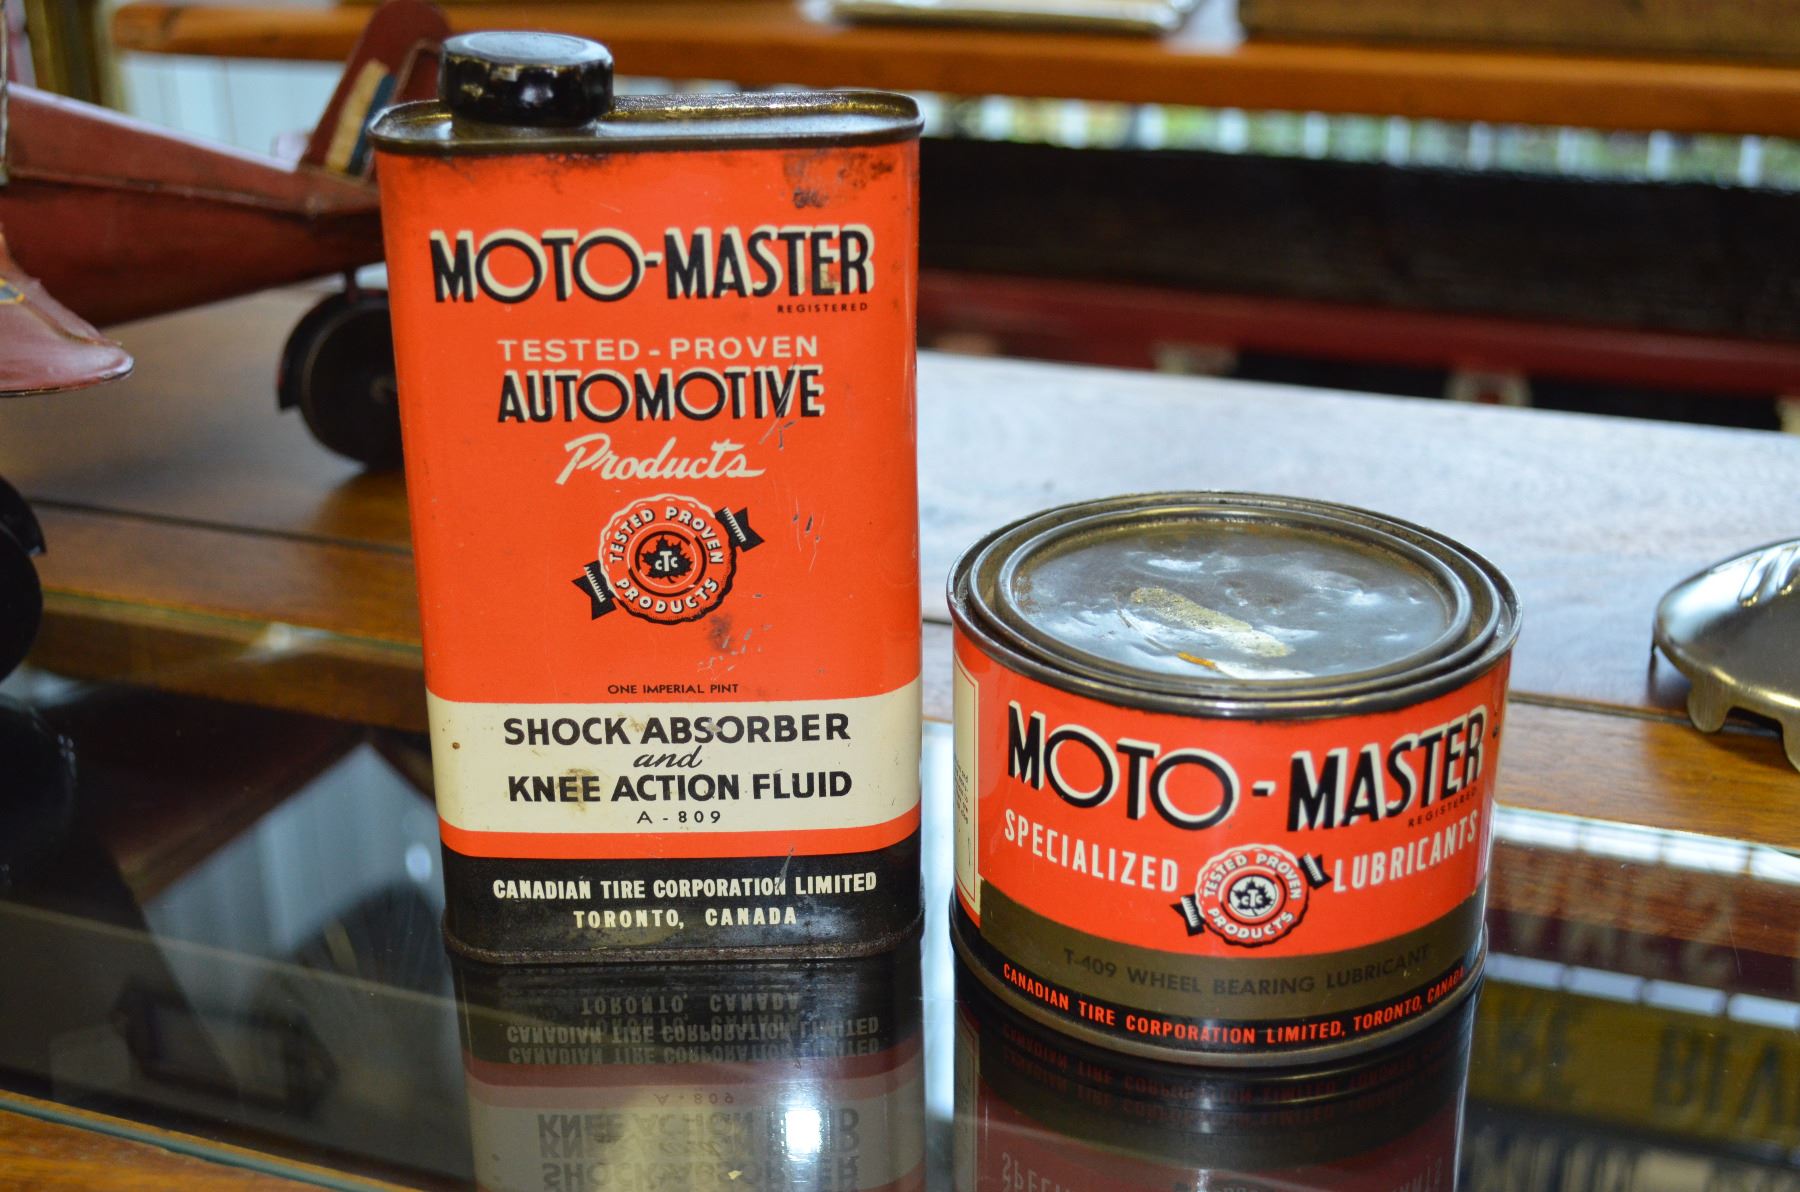 MOTO-MASTER
REGISTERED
TESTED-PROVEN
AUTOMOTIVE
Products
TESTED PROVEN
CTC
PRODUCTS
ONE IMPERIAL PINT
SHOCK ABSORBER
and
KNEE ACTION FLUID
A-809
CANADIAN TIRE CORPORATION LIMITED
TORONTO, CANADA
MOTO-MASTER
REGISTERED
SPECIALIZED LUBRICANTS
TESTED PROVEN
CTC
PRODUCTS
T-409 WHEEL BEARING LUBRICANT
CANADIAN TIRE CORPORATION LIMITED, TORONTO, CANADA